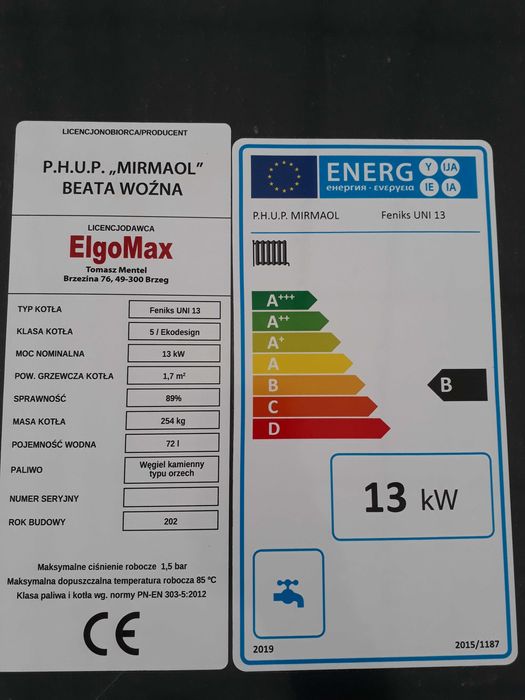 LICENCJONOBIORCA/PRODUCENT
P.H.U.P. „MIRMAOL”
BEATA WOŹNA
LICENCJODAWCA
ElgoMax
Tomasz Mentel
Brzezina 76, 49-300 Brzeg
TYP KOTŁA Feniks UNI 13
KLASA KOTŁA 5 / Ekodesign
MOC NOMINALNA 13 kW
POW. GRZEWCZA KOTŁA 1,7 m²
SPRAWNOŚĆ 89%
MASA KOTŁA 254 kg
POJEMNOŚĆ WODNA 72 l
PALIWO Węgiel kamienny
typu orzech
NUMER SERYJNY
ROK BUDOWY 202
Maksymalne ciśnienie robocze 1,5 bar
Maksymalna dopuszczalna temperatura robocza 85 ºC
Klasa paliwa i kotła wg. normy PN-EN 303-5:2012
CE
ENERG Y IJA
енергия · ενεργεια IE IA
P.H.U.P. MIRMAOL Feniks UNI 13
A+++
A++
A+
A
B B
C
D
13 kW
2019 2015/1187